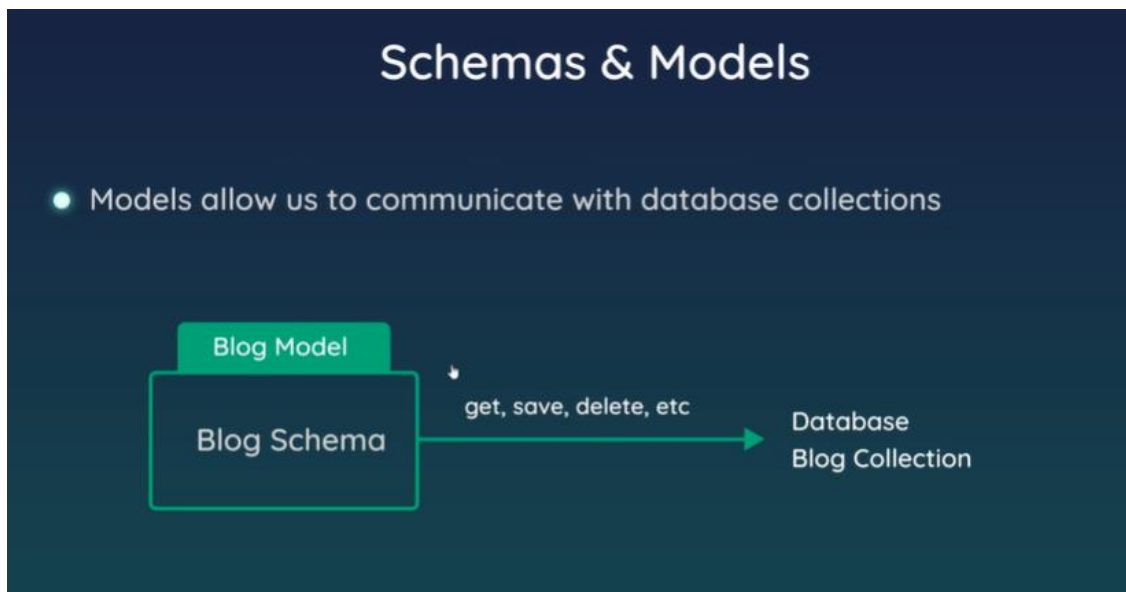 Schemas & Models
Models allow us to communicate with database collections
Blog Model
Blog Schema
get, save, delete, etc
Database
Blog Collection